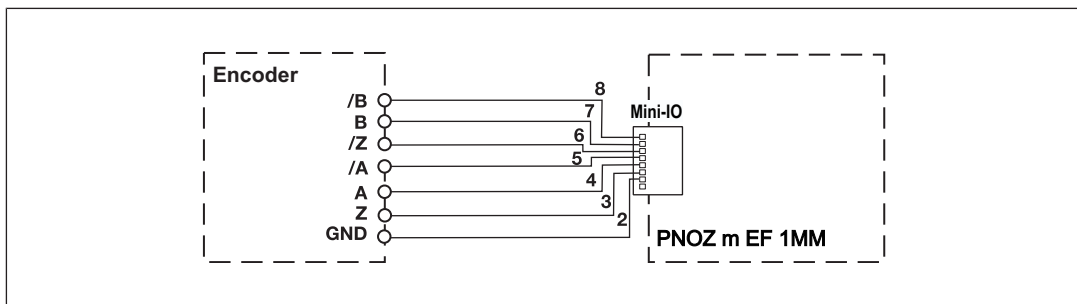 Encoder
/B
8
Mini-IO
B
7
/Z
6
/A
5
A
4
Z
3
GND
2
PNOZ m EF 1MM